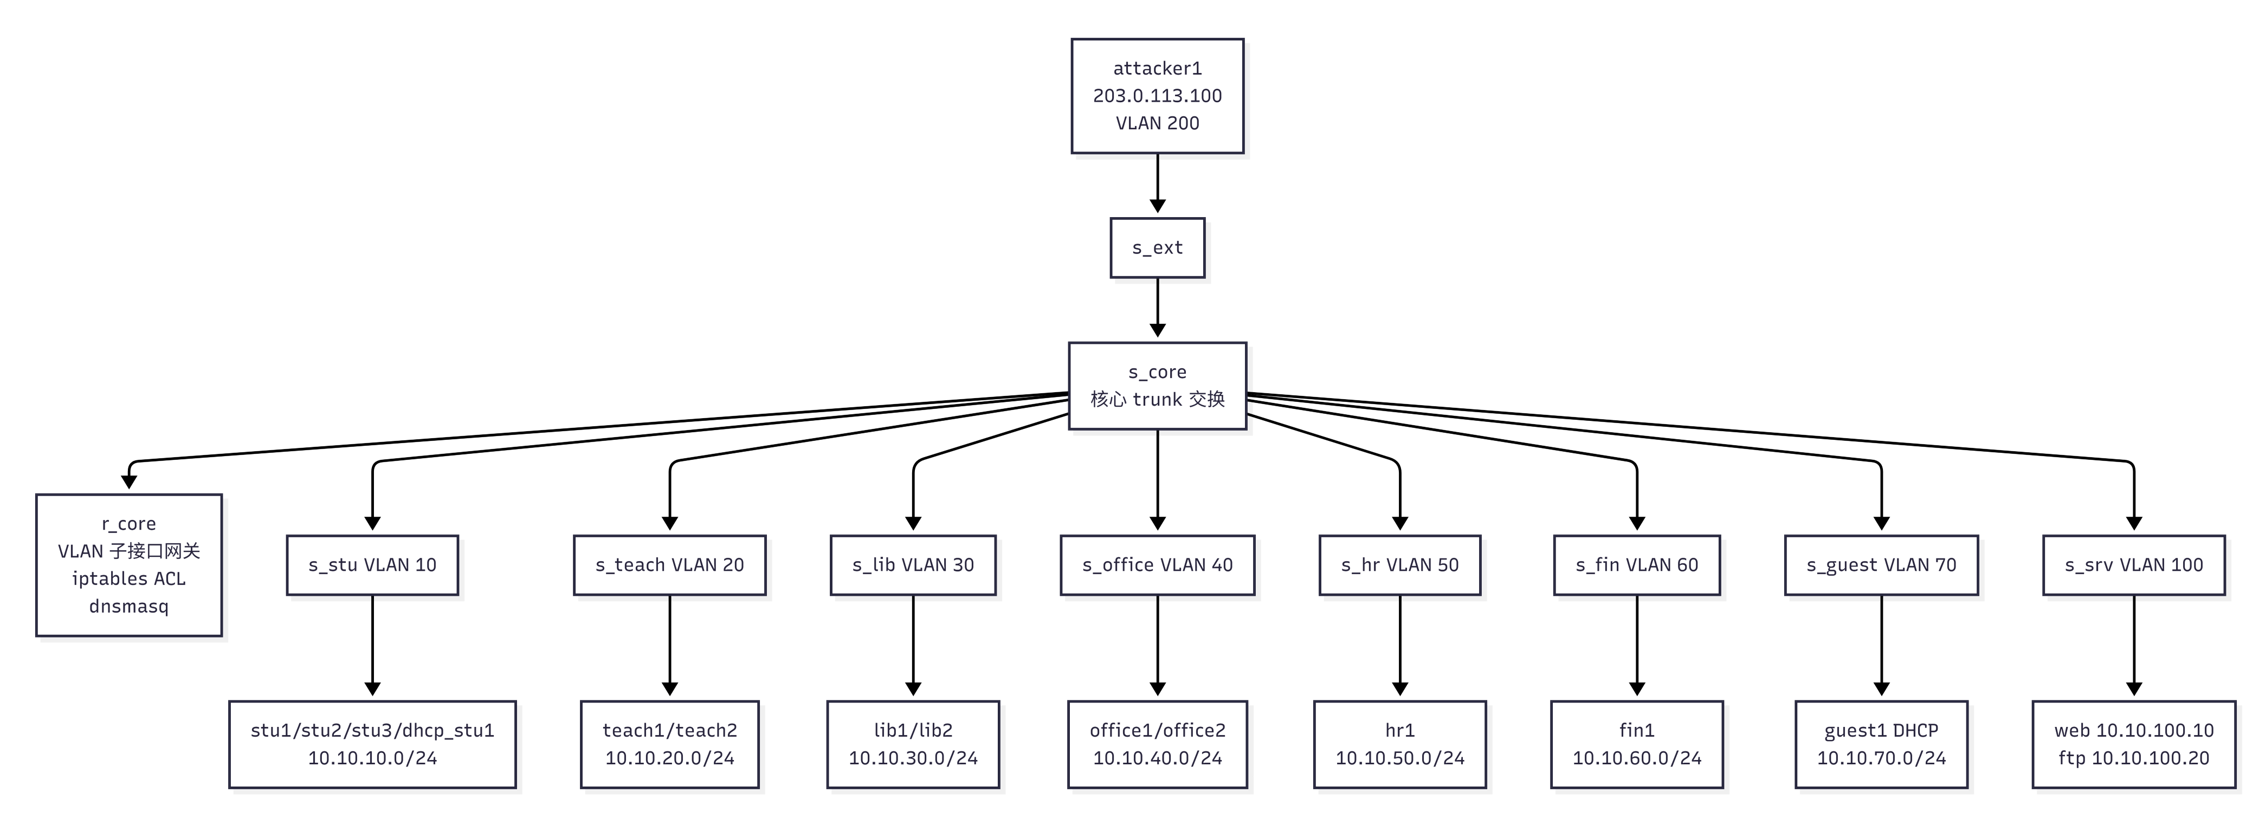 attacker1
203.0.113.100
VLAN 200
s_ext
s_core
核心 trunk 交换
r_core
VLAN 子接口网关
iptables ACL
dnsmasq
s_stu VLAN 10
s_teach VLAN 20
s_lib VLAN 30
s_office VLAN 40
s_hr VLAN 50
s_fin VLAN 60
s_guest VLAN 70
s_srv VLAN 100
stu1/stu2/stu3/dhcp_stu1
10.10.10.0/24
teach1/teach2
10.10.20.0/24
lib1/lib2
10.10.30.0/24
office1/office2
10.10.40.0/24
hr1
10.10.50.0/24
fin1
10.10.60.0/24
guest1 DHCP
10.10.70.0/24
web 10.10.100.10
ftp 10.10.100.20